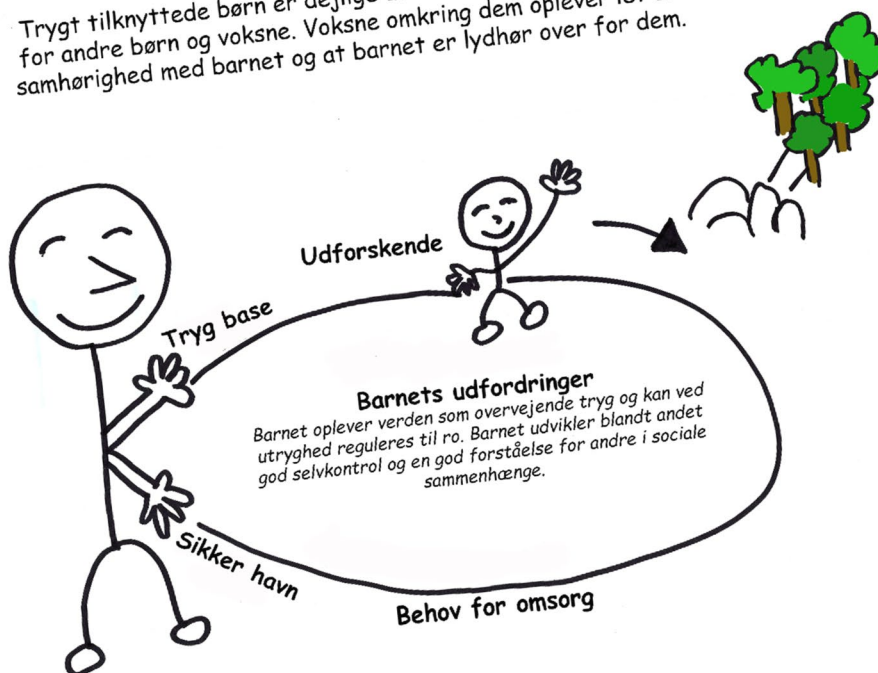 Trygt tilknyttede børn er
for andre børn og voksne. Voksne omkring dem oplever
samhørighed med barnet og at barnet er lydhør over for dem.
Udforskende
Tryg base
Barnets udfordringer
Barnet oplever verden som overvejende tryg og kan ved
utryghed reguleres til ro. Barnet udvikler blandt andet
god selvkontrol og en god forståelse for andre i sociale
sammenhænge.
Sikker havn
Behov for omsorg